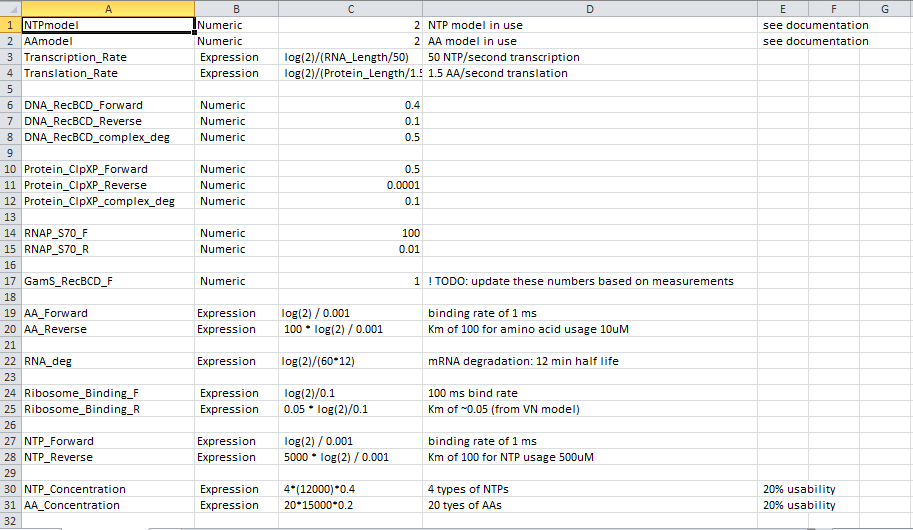 A B C D E F G
1 NTPmodel Numeric 2 NTP model in use see documentation
2 AAmodel Numeric 2 AA model in use see documentation
3 Transcription_Rate Expression log(2)/(RNA_Length/50) 50 NTP/second transcription
4 Translation_Rate Expression log(2)/(Protein_Length/1.5 1.5 AA/second translation
5
6 DNA_RecBCD_Forward Numeric 0.4
7 DNA_RecBCD_Reverse Numeric 0.1
8 DNA_RecBCD_complex_deg Numeric 0.5
9
10 Protein_ClpXP_Forward Numeric 0.5
11 Protein_ClpXP_Reverse Numeric 0.0001
12 Protein_ClpXP_complex_deg Numeric 0.1
13
14 RNAP_S70_F Numeric 100
15 RNAP_S70_R Numeric 0.01
16
17 GamS_RecBCD_F Numeric 1 ! TODO: update these numbers based on measurements
18
19 AA_Forward Expression log(2) / 0.001 binding rate of 1 ms
20 AA_Reverse Expression 100 * log(2) / 0.001 Km of 100 for amino acid usage 10uM
21
22 RNA_deg Expression log(2)/(60*12) mRNA degradation: 12 min half life
23
24 Ribosome_Binding_F Expression log(2)/0.1 100 ms bind rate
25 Ribosome_Binding_R Expression 0.05 * log(2)/0.1 Km of ~0.05 (from VN model)
26
27 NTP_Forward Expression log(2) / 0.001 binding rate of 1 ms
28 NTP_Reverse Expression 5000 * log(2) / 0.001 Km of 100 for NTP usage 500uM
29
30 NTP_Concentration Expression 4*(12000)*0.4 4 types of NTPs 20% usability
31 AA_Concentration Expression 20*15000*0.2 20 tyes of AAs 20% usability
32